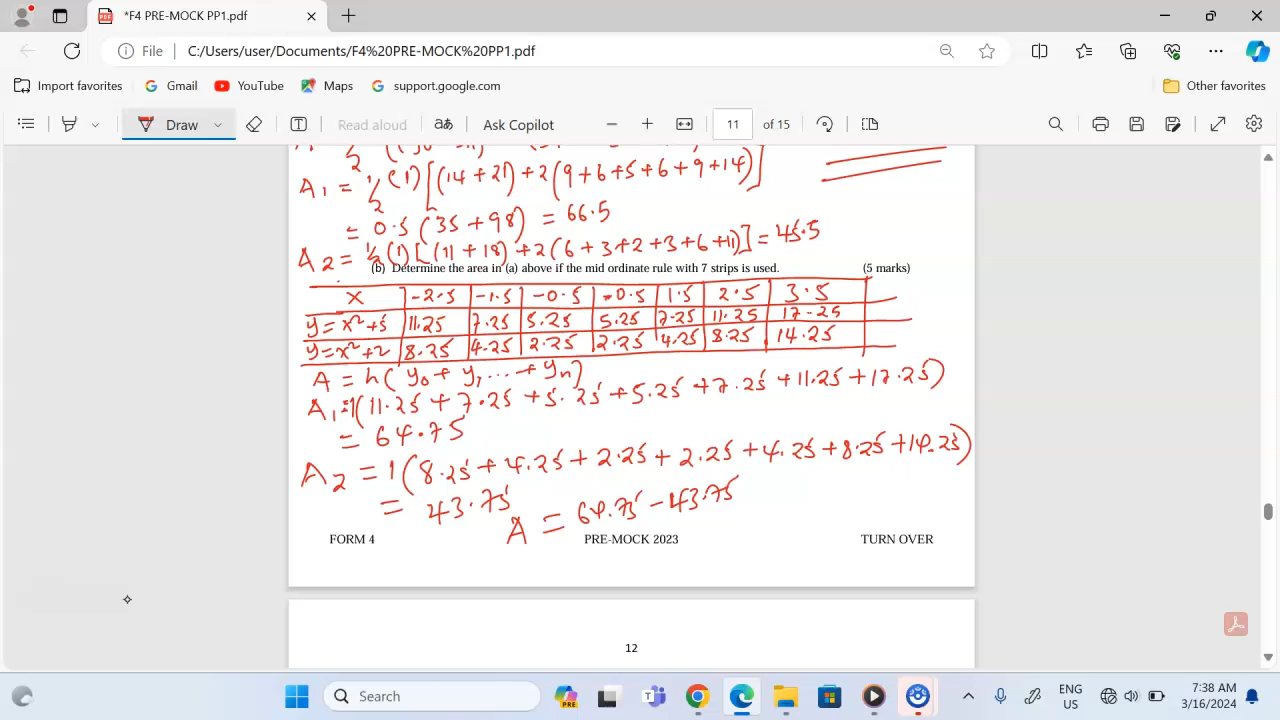 *F4 PRE-MOCK PP1.pdf
File C:/Users/user/Documents/F4%20PRE-MOCK%20PP1.pdf
Import favorites Gmail YouTube Maps support.google.com Other favorites
Draw Read aloud Ask Copilot 11 of 15
A1 = 1/2 (1) [(14 + 21) + 2(9+6+5+6+9+14)]
= 0.5 (35 + 98) = 66.5
A2 = 1/2 (1) [(11 + 18) + 2(6+3+2+3+6+11)] = 45.5
(b) Determine the area in (a) above if the mid ordinate rule with 7 strips is used. (5 marks)
x -2.5 -1.5 -0.5 -0.5 1.5 2.5 3.5
y = x²+5 11.25 7.25 5.25 5.25 7.25 11.25 17.25
y = x²+2 8.25 4.25 2.25 2.25 4.25 8.25 14.25
A = h( y0 + y1 ... + yn)
A1 = 1(11.25 + 7.25 + 5.25 + 5.25 + 7.25 + 11.25 + 17.25)
= 64.75
A2 = 1(8.25 + 4.25 + 2.25 + 2.25 + 4.25 + 8.25 + 14.25)
= 43.75
A = 64.75 - 43.75
FORM 4 PRE-MOCK 2023 TURN OVER
12
Search PRE ENG US 7:38 AM 3/16/2024